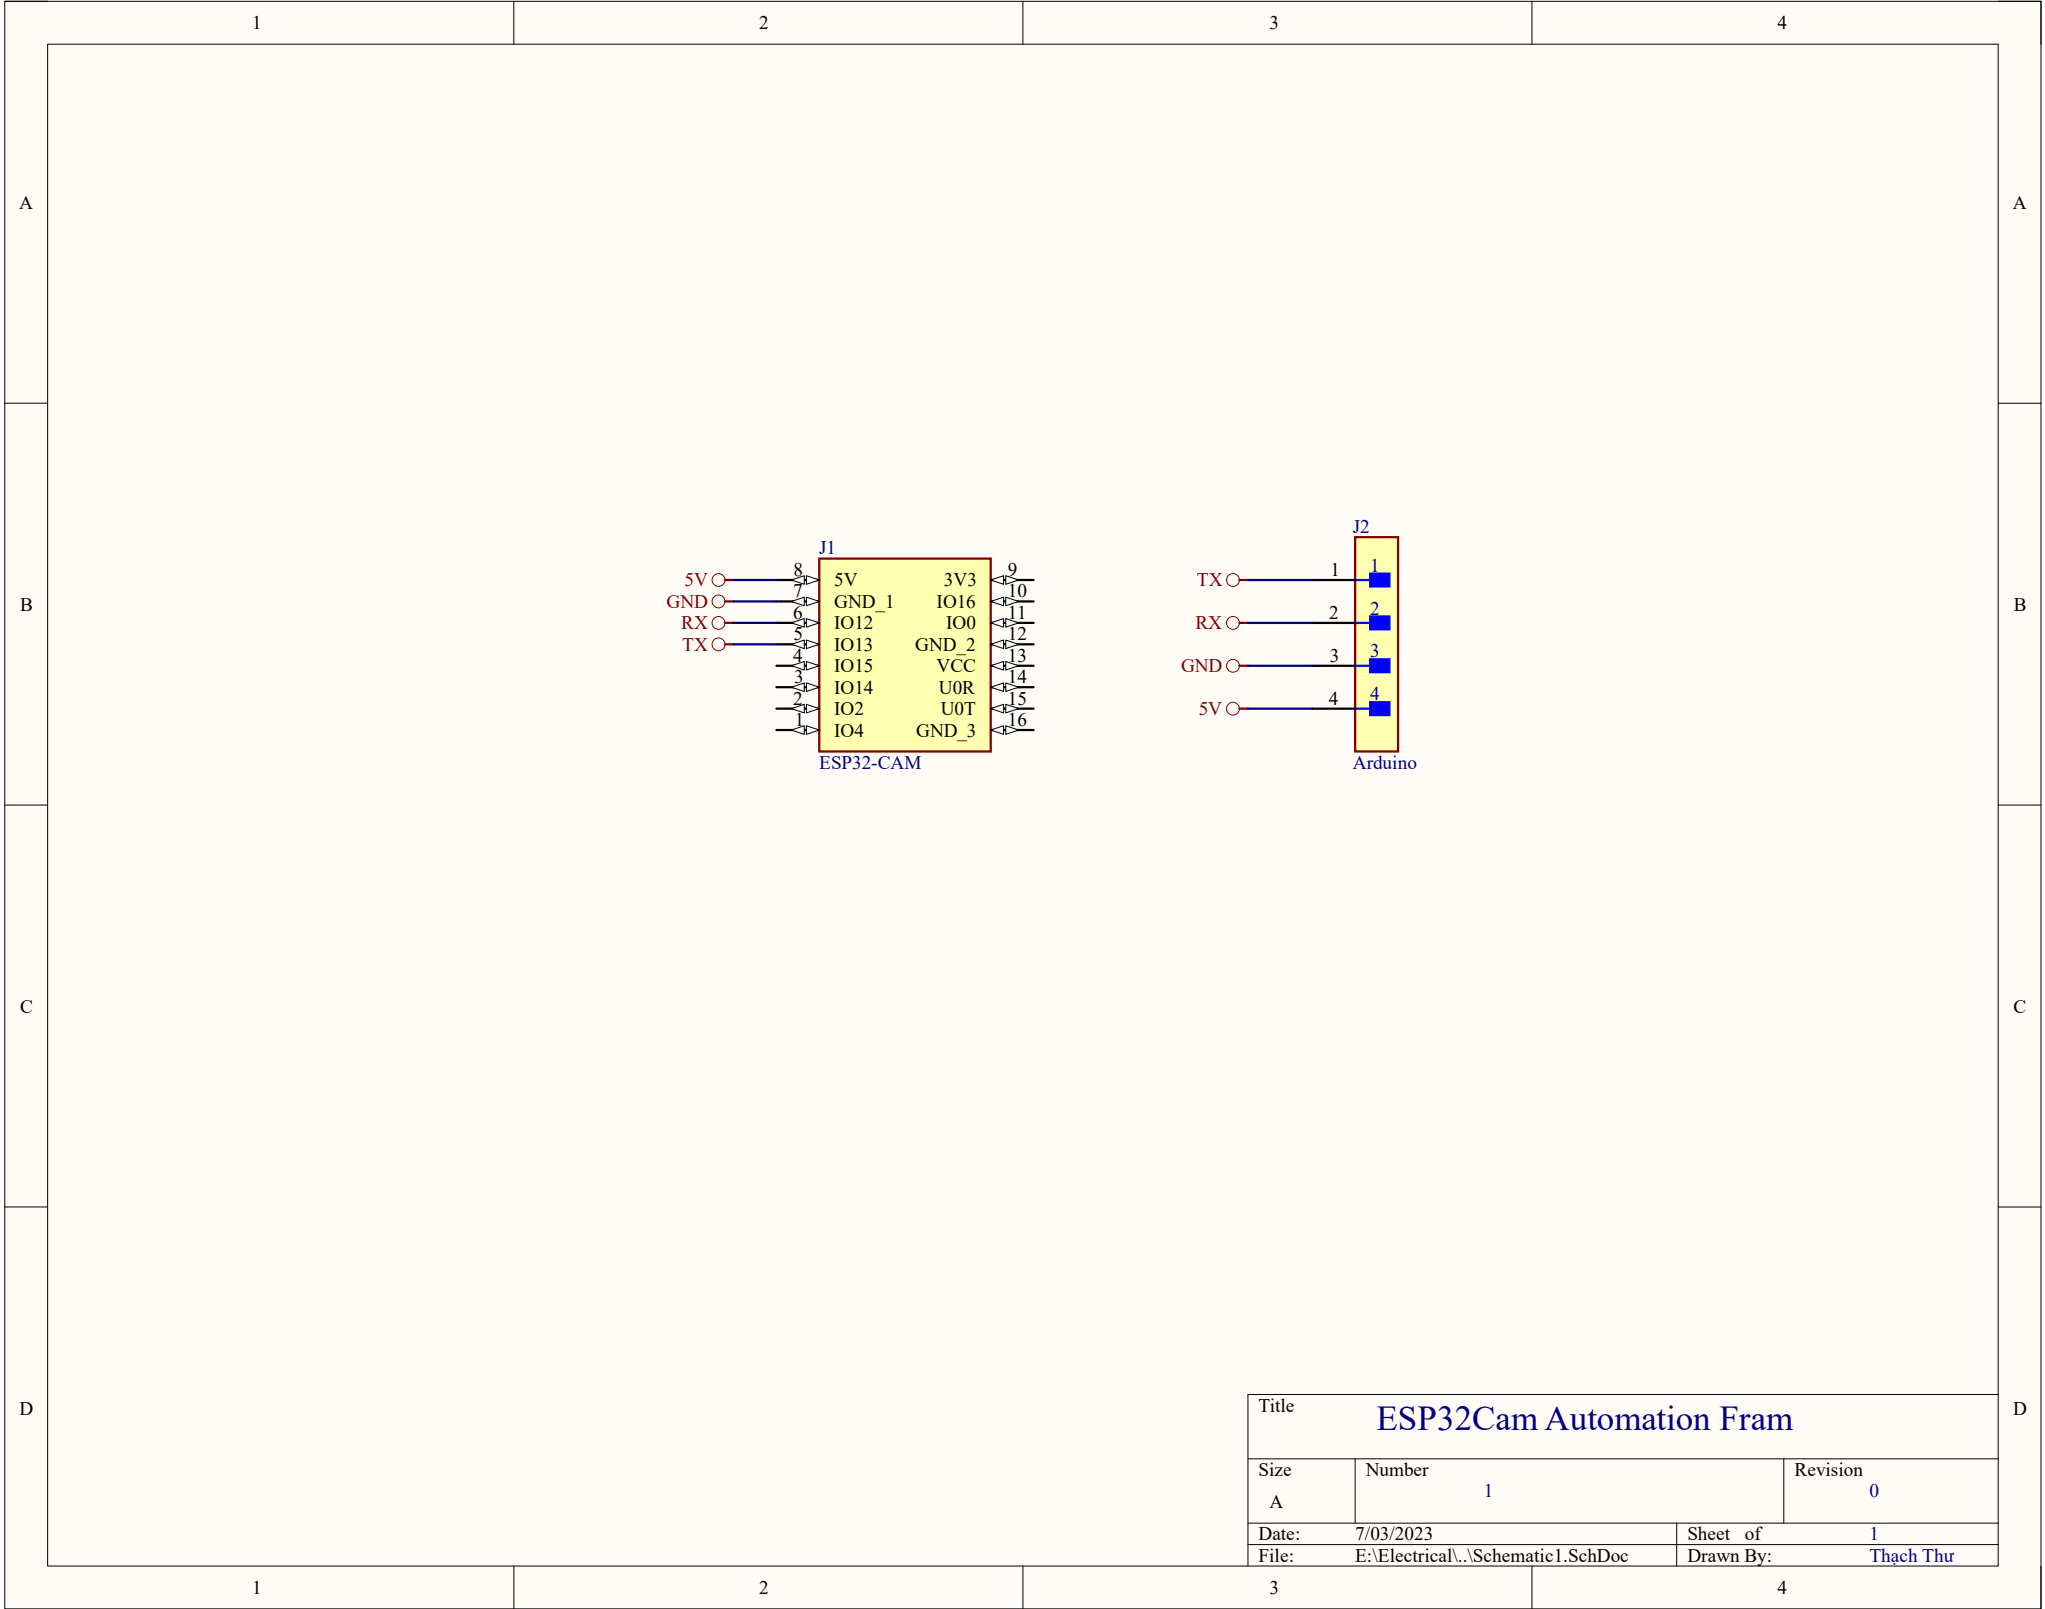 1 2 3 4
A A
B B
C C
D D
J1
5V 8 5V 3V3 9
GND 7 GND_1 IO16 10
RX 6 IO12 IO0 11
TX 5 IO13 GND_2 12
4 IO15 VCC 13
3 IO14 U0R 14
2 IO2 U0T 15
1 IO4 GND_3 16
ESP32-CAM
J2
TX 1 1
RX 2 2
GND 3 3
5V 4 4
Arduino
Title ESP32Cam Automation Fram
Size Number Revision
A 1 0
Date: 7/03/2023 Sheet of 1
File: E:\Electrical\..\Schematic1.SchDoc Drawn By: Thạch Thư
1 2 3 4